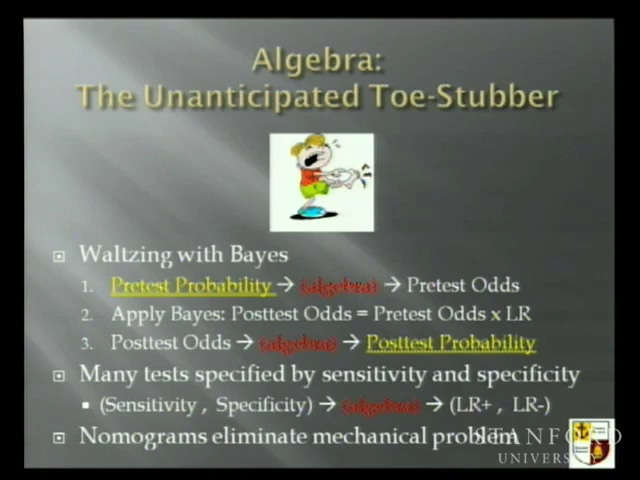 Algebra:
The Unanticipated Toe-Stubber
Waltzing with Bayes
1. Pretest Probability → (algebra) → Pretest Odds
2. Apply Bayes: Posttest Odds = Pretest Odds x LR
3. Posttest Odds → (algebra) → Posttest Probability
Many tests specified by sensitivity and specificity
(Sensitivity , Specificity) → (algebra) → (LR+ , LR-)
Nomograms eliminate mechanical problem
STANFORD
UNIVERSITY